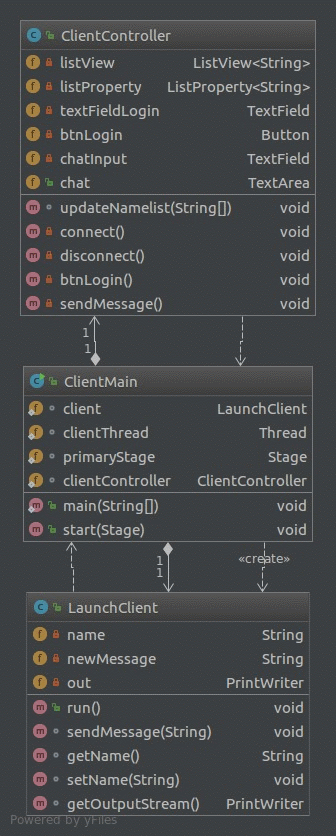 ClientController
listView ListView<String>
listProperty ListProperty<String>
textFieldLogin TextField
btnLogin Button
chatInput TextField
chat TextArea
updateNamelist(String[]) void
connect() void
disconnect() void
btnLogin() void
sendMessage() void
1
1
ClientMain
client LaunchClient
clientThread Thread
primaryStage Stage
clientController ClientController
main(String[]) void
start(Stage) void
1
«create»
1
LaunchClient
name String
newMessage String
out PrintWriter
run() void
sendMessage(String) void
getName() String
setName(String) void
getOutputStream() PrintWriter
Powered by yFiles